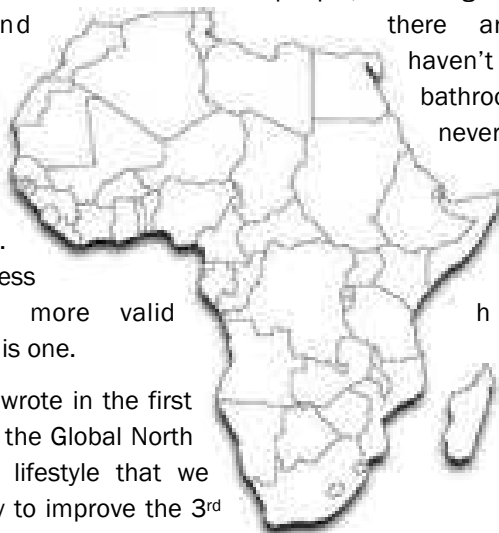 nd there ar
haven't
bathroo
never
.
ess
more valid h
is one.
wrote in the first
the Global North
lifestyle that we
y to improve the 3rd